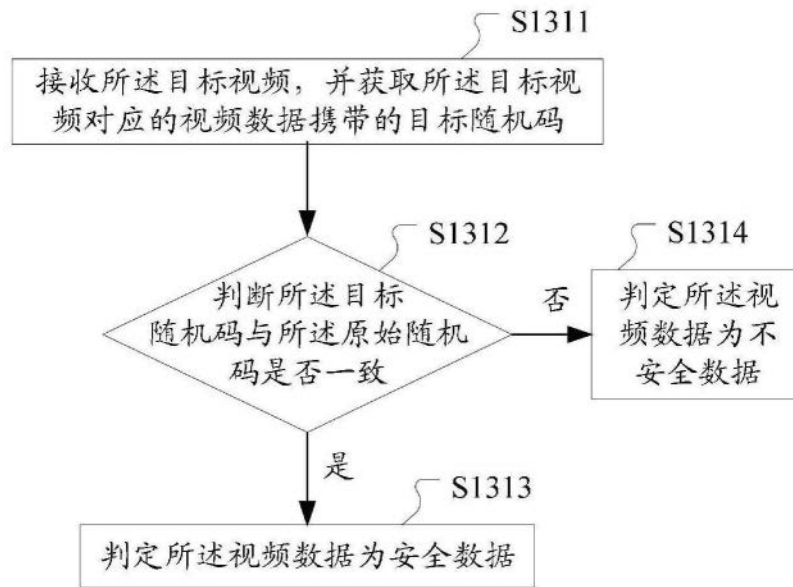 S1311
接收所述目标视频，并获取所述目标视
频对应的视频数据携带的目标随机码
S1312
判断所述目标
随机码与所述原始随机
码是否一致
否
S1314
判定所述视
频数据为不
安全数据
是
S1313
判定所述视频数据为安全数据